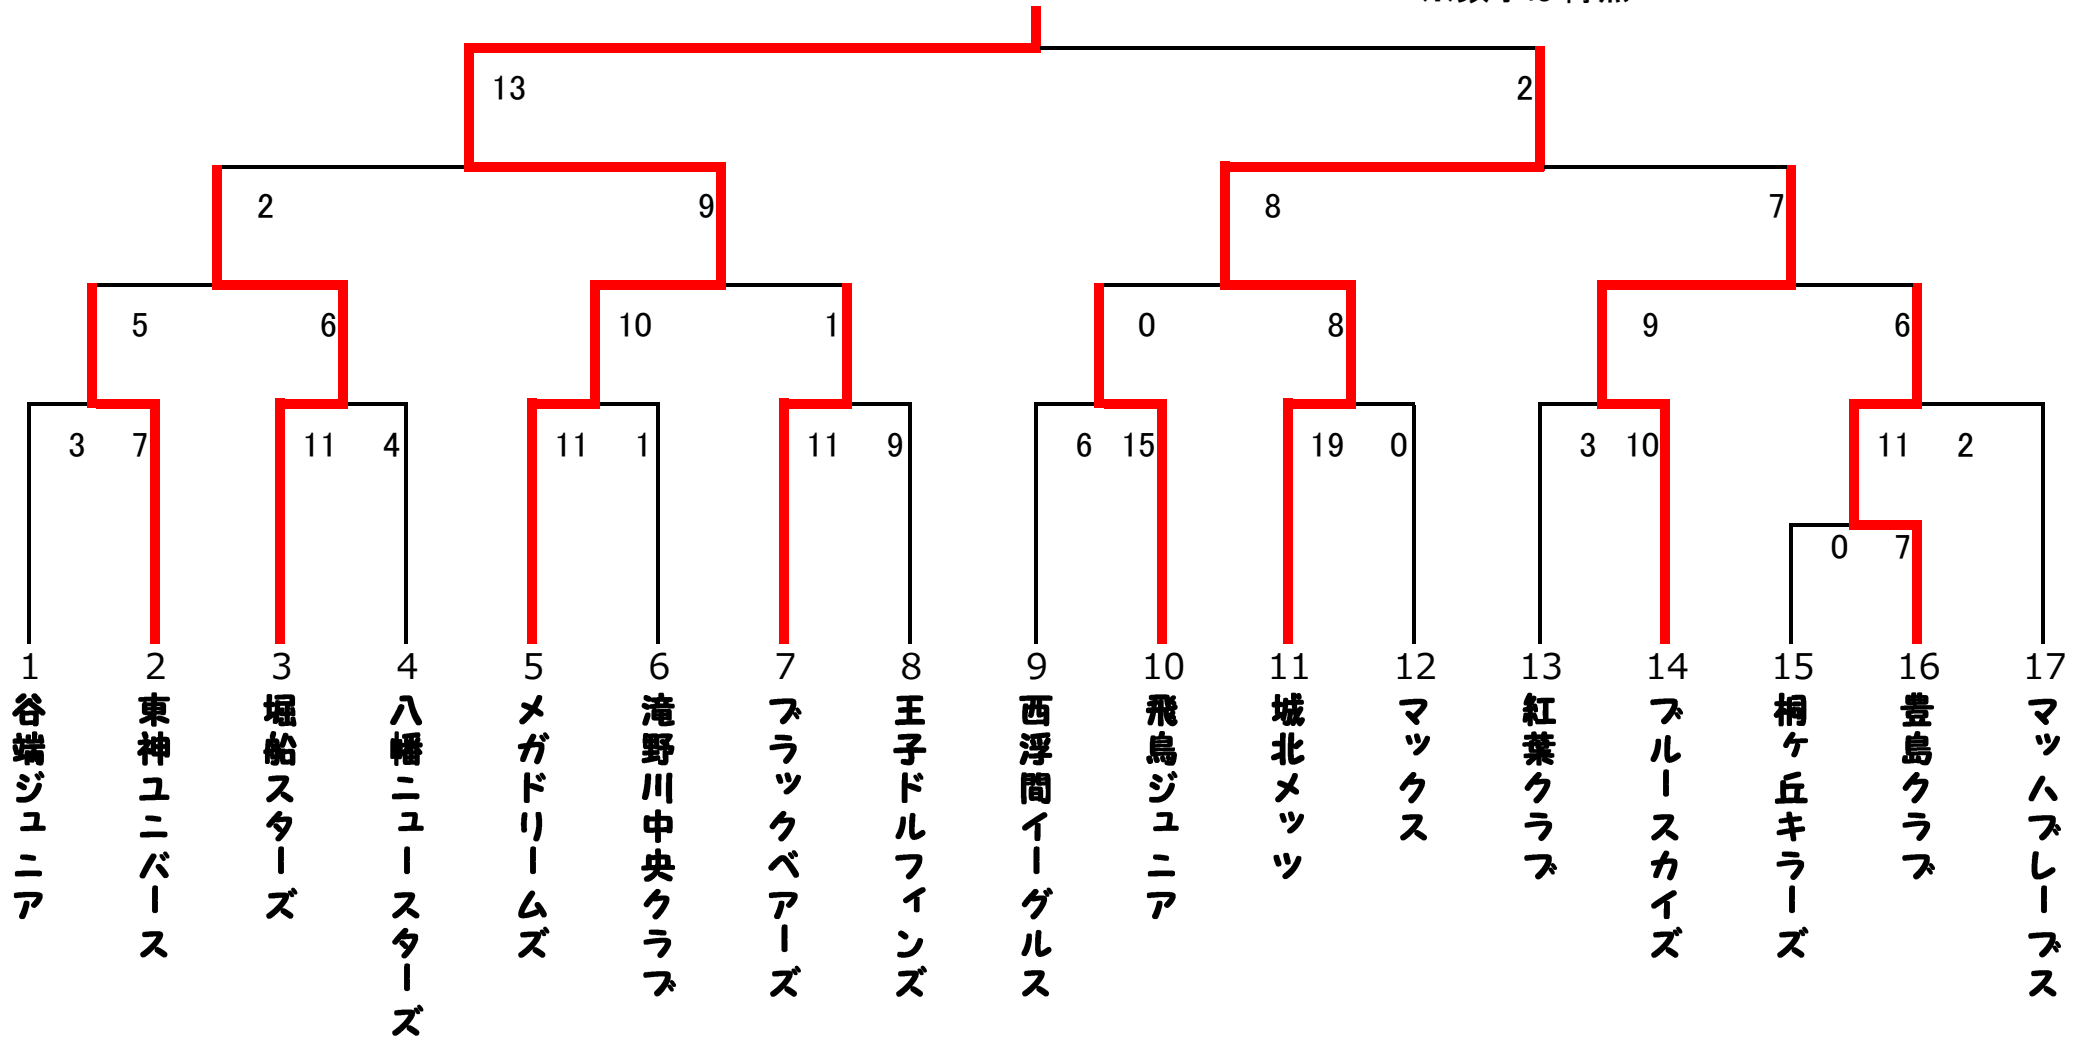 13 2
2 9 8 7
5 6 10 1 0 8 9 6
3 7 11 4 11 1 11 9 6 15 19 0 3 10 11 2
0 7
1 2 3 4 5 6 7 8 9 10 11 12 13 14 15 16 17
谷端ジュニア
東神ユニバース
堀船スターズ
八幡ニュースターズ
メガドリームズ
滝野川中央クラブ
ブラックベアーズ
王子ドルフィンズ
西浮間イーグルス
飛鳥ジュニア
城北メッツ
マックス
紅葉クラブ
ブルースカイズ
桐ヶ丘キラーズ
豊島クラブ
マッハブレーブス